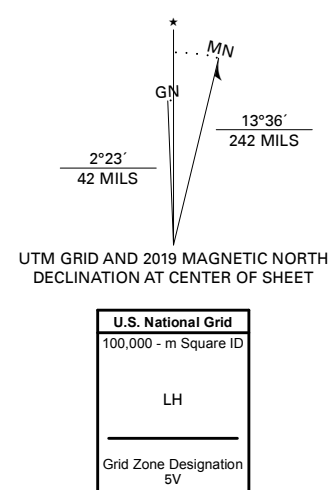 ★
MN
GN
13°36´
242 MILS
2°23´
42 MILS
UTM GRID AND 2019 MAGNETIC NORTH
DECLINATION AT CENTER OF SHEET
U.S. National Grid
100,000 - m Square ID
LH
Grid Zone Designation
5V